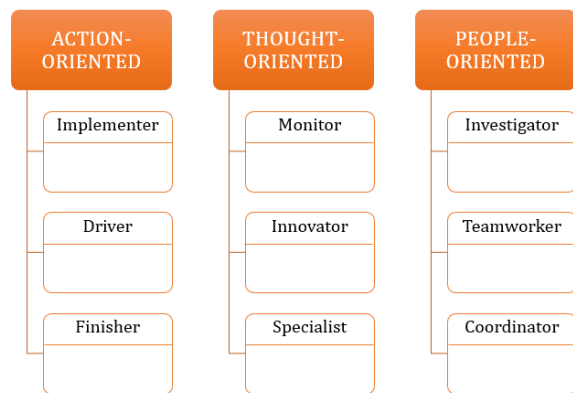 ACTION-
ORIENTED
Implementer
Driver
Finisher
THOUGHT-
ORIENTED
Monitor
Innovator
Specialist
PEOPLE-
ORIENTED
Investigator
Teamworker
Coordinator